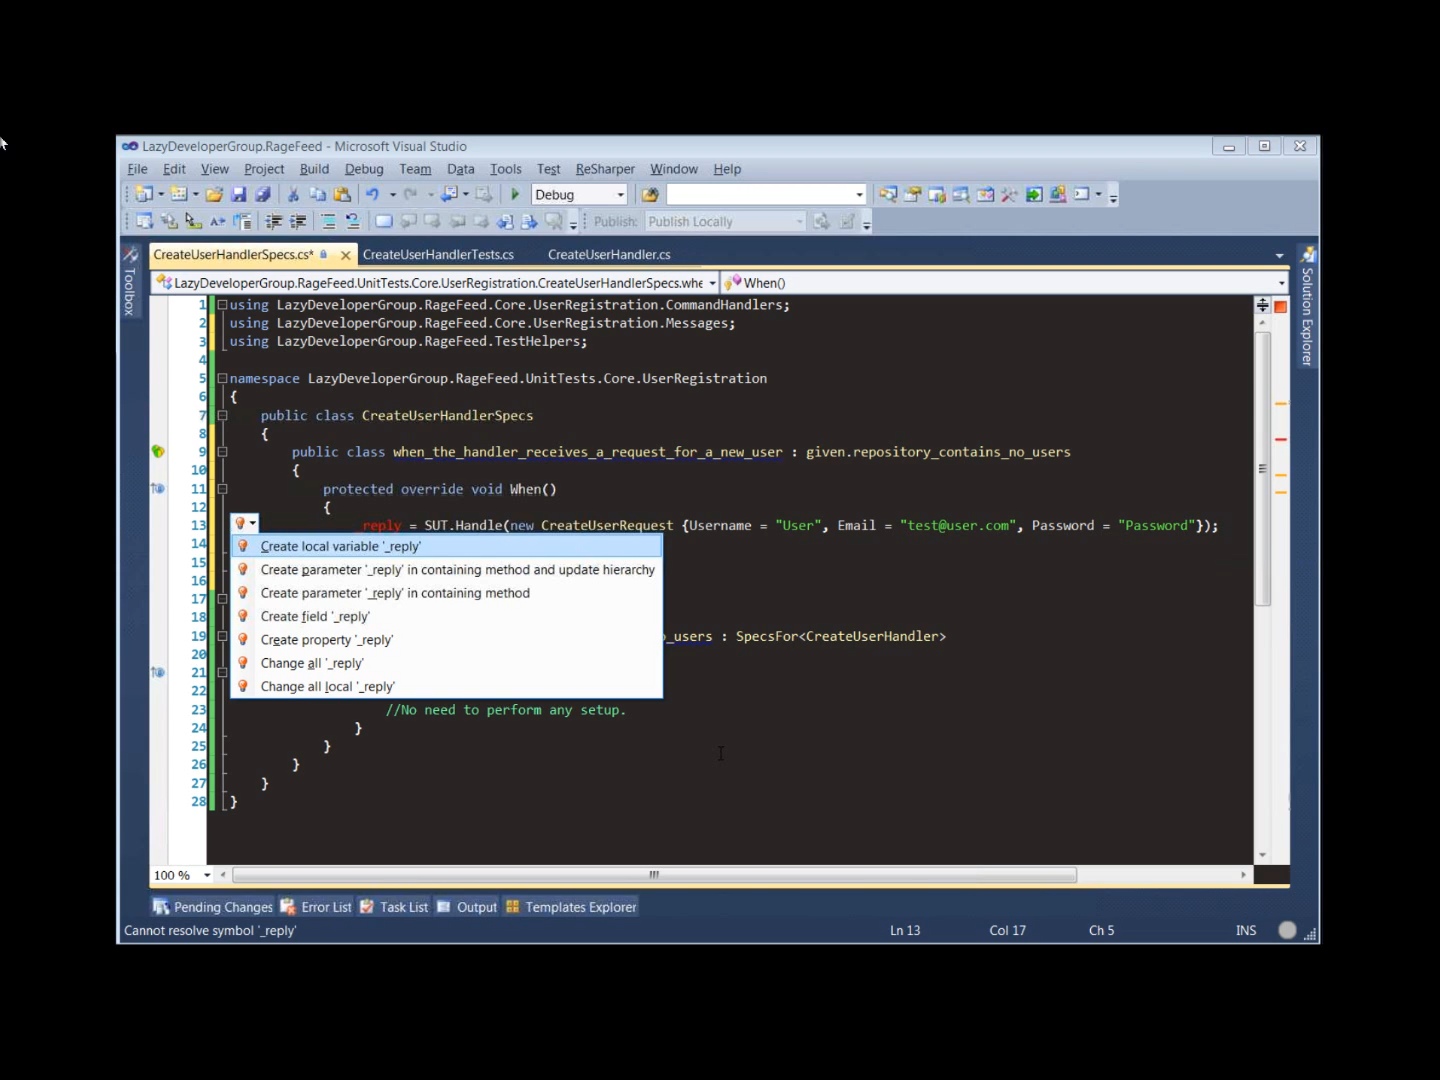 LazyDeveloperGroup.RageFeed - Microsoft Visual Studio
File Edit View Project Build Debug Team Data Tools Test ReSharper Window Help
Debug
Publish: Publish Locally
CreateUserHandlerSpecs.cs* CreateUserHandlerTests.cs CreateUserHandler.cs
Toolbox
Solution Explorer
LazyDeveloperGroup.RageFeed.UnitTests.Core.UserRegistration.CreateUserHandlerSpecs.whe When()
1 using LazyDeveloperGroup.RageFeed.Core.UserRegistration.CommandHandlers;
2 using LazyDeveloperGroup.RageFeed.Core.UserRegistration.Messages;
3 using LazyDeveloperGroup.RageFeed.TestHelpers;
4
5 namespace LazyDeveloperGroup.RageFeed.UnitTests.Core.UserRegistration
6 {
7 public class CreateUserHandlerSpecs
8 {
9 public class when_the_handler_receives_a_request_for_a_new_user : given.repository_contains_no_users
10 {
11 protected override void When()
12 {
13 _reply = SUT.Handle(new CreateUserRequest {Username = "User", Email = "test@user.com", Password = "Password"});
14 Create local variable '_reply'
15 Create parameter '_reply' in containing method and update hierarchy
16 Create parameter '_reply' in containing method
17
18 Create field '_reply'
19 _users : SpecsFor<CreateUserHandler>
Create property '_reply'
20
Change all '_reply'
21
22 Change all local '_reply'
23 //No need to perform any setup.
24 }
25 }
26 }
27 }
28 }
100 %
Pending Changes Error List Task List Output Templates Explorer
Cannot resolve symbol '_reply' Ln 13 Col 17 Ch 5 INS